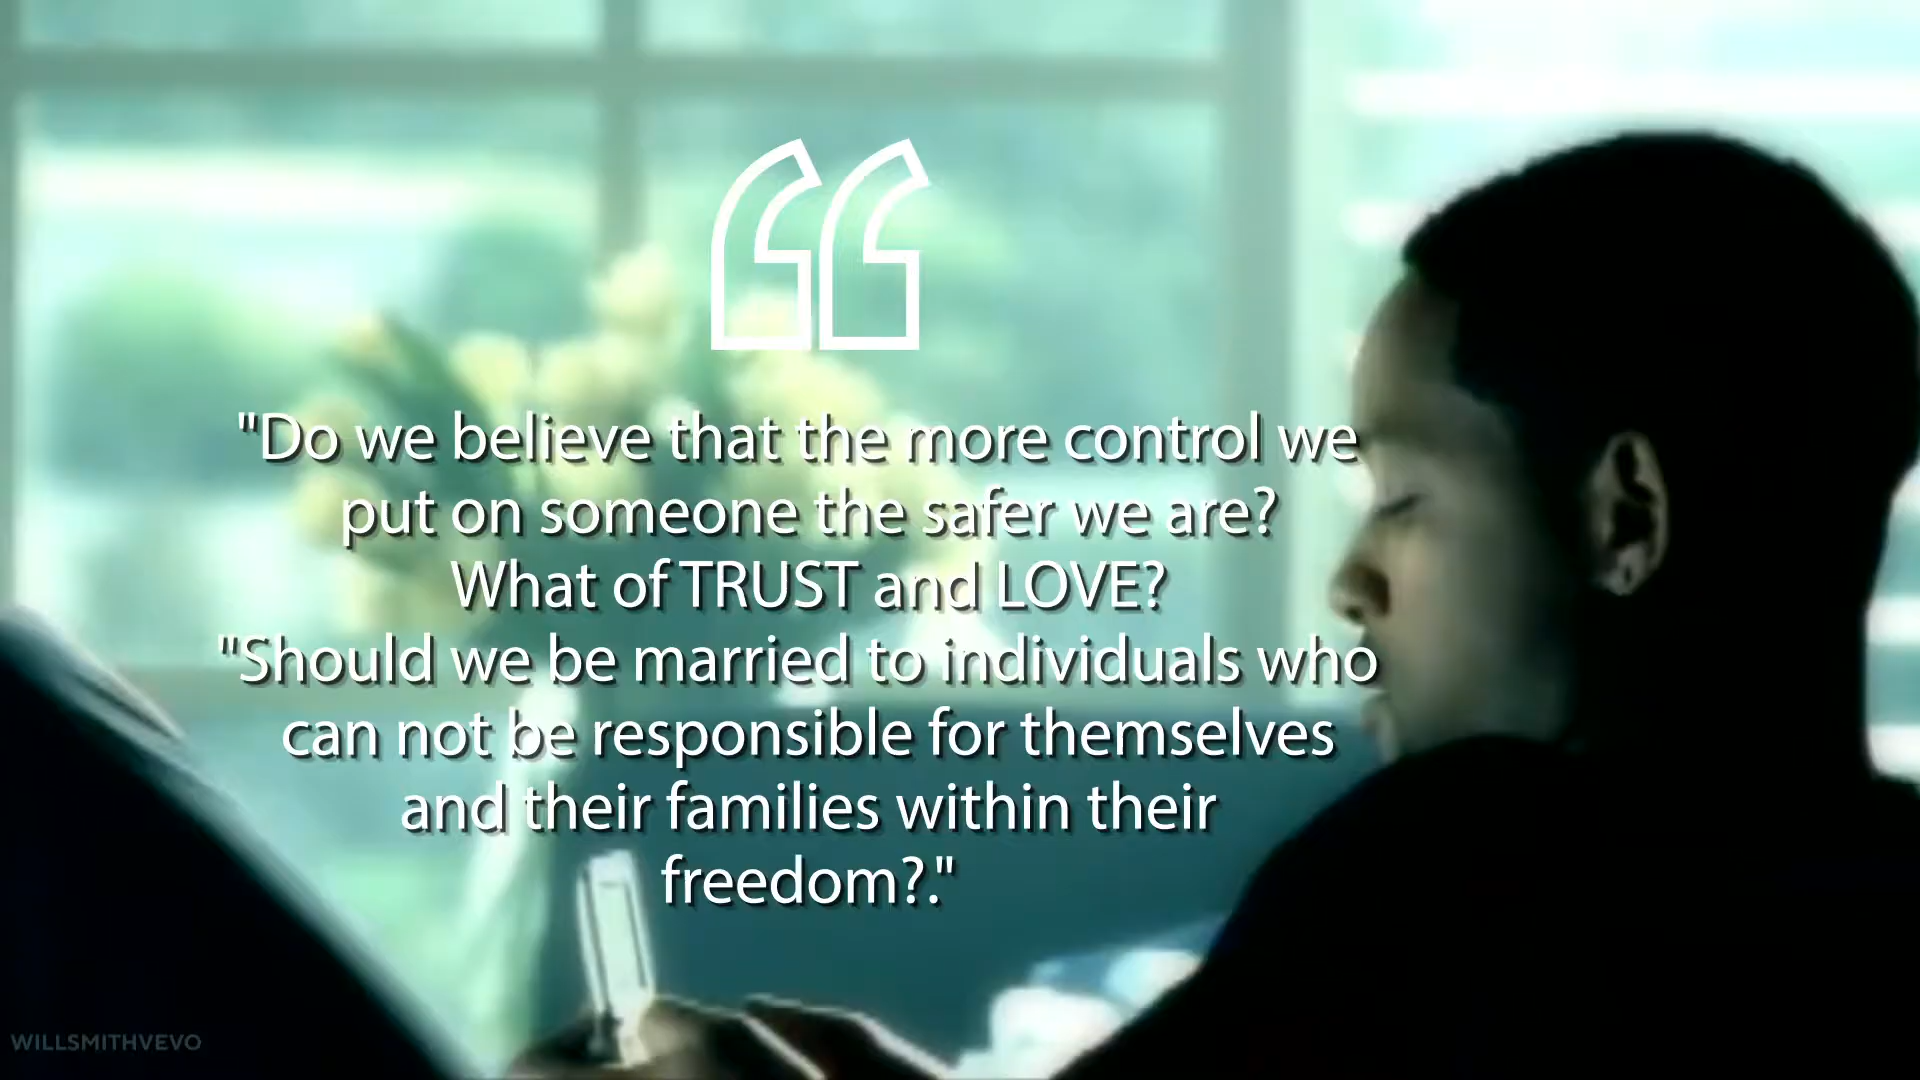 "Do we believe that the more control we
put on someone the safer we are?
What of TRUST and LOVE?
"Should we be married to individuals who
can not be responsible for themselves
and their families within their
freedom?."
WILLSMITHVEVO